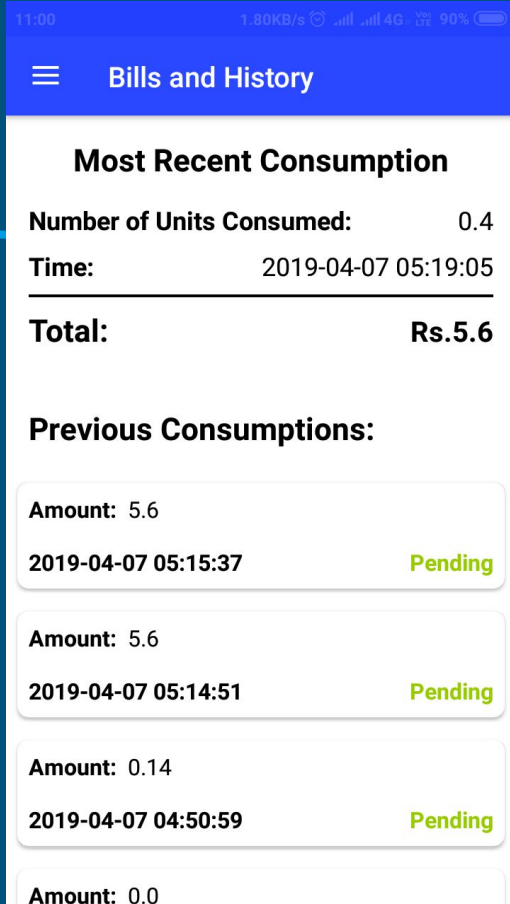 11:00 1.80KB/s 4G Vo) LTE 90%
Bills and History
Most Recent Consumption
Number of Units Consumed: 0.4
Time: 2019-04-07 05:19:05
Total: Rs.5.6
Previous Consumptions:
Amount: 5.6
2019-04-07 05:15:37 Pending
Amount: 5.6
2019-04-07 05:14:51 Pending
Amount: 0.14
2019-04-07 04:50:59 Pending
Amount: 0.0